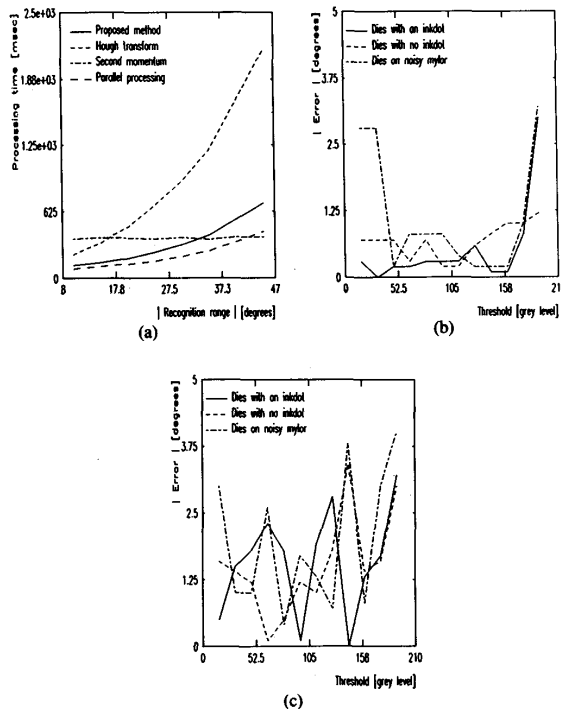 2.5e+03
Proposed method
Hough transform
Second momentum
Parallel processing
Processing time [msec]
1.88e+03
1.25e+03
625
0
8 17.8 27.5 37.3 47
| Recognition range | [degrees]
(a)
5
Dies with an inkdot
Dies with no inkdot
Dies on noisy mylor
| Error | [degrees]
3.75
2.5
1.25
0
0 52.5 105 158 21
Threshold [grey level]
(b)
5
Dies with an inkdot
Dies with no inkdot
Dies on noisy mylor
| Error | [degrees]
3.75
2.5
1.25
0
0 52.5 105 158 210
Threshold [grey level]
(c)